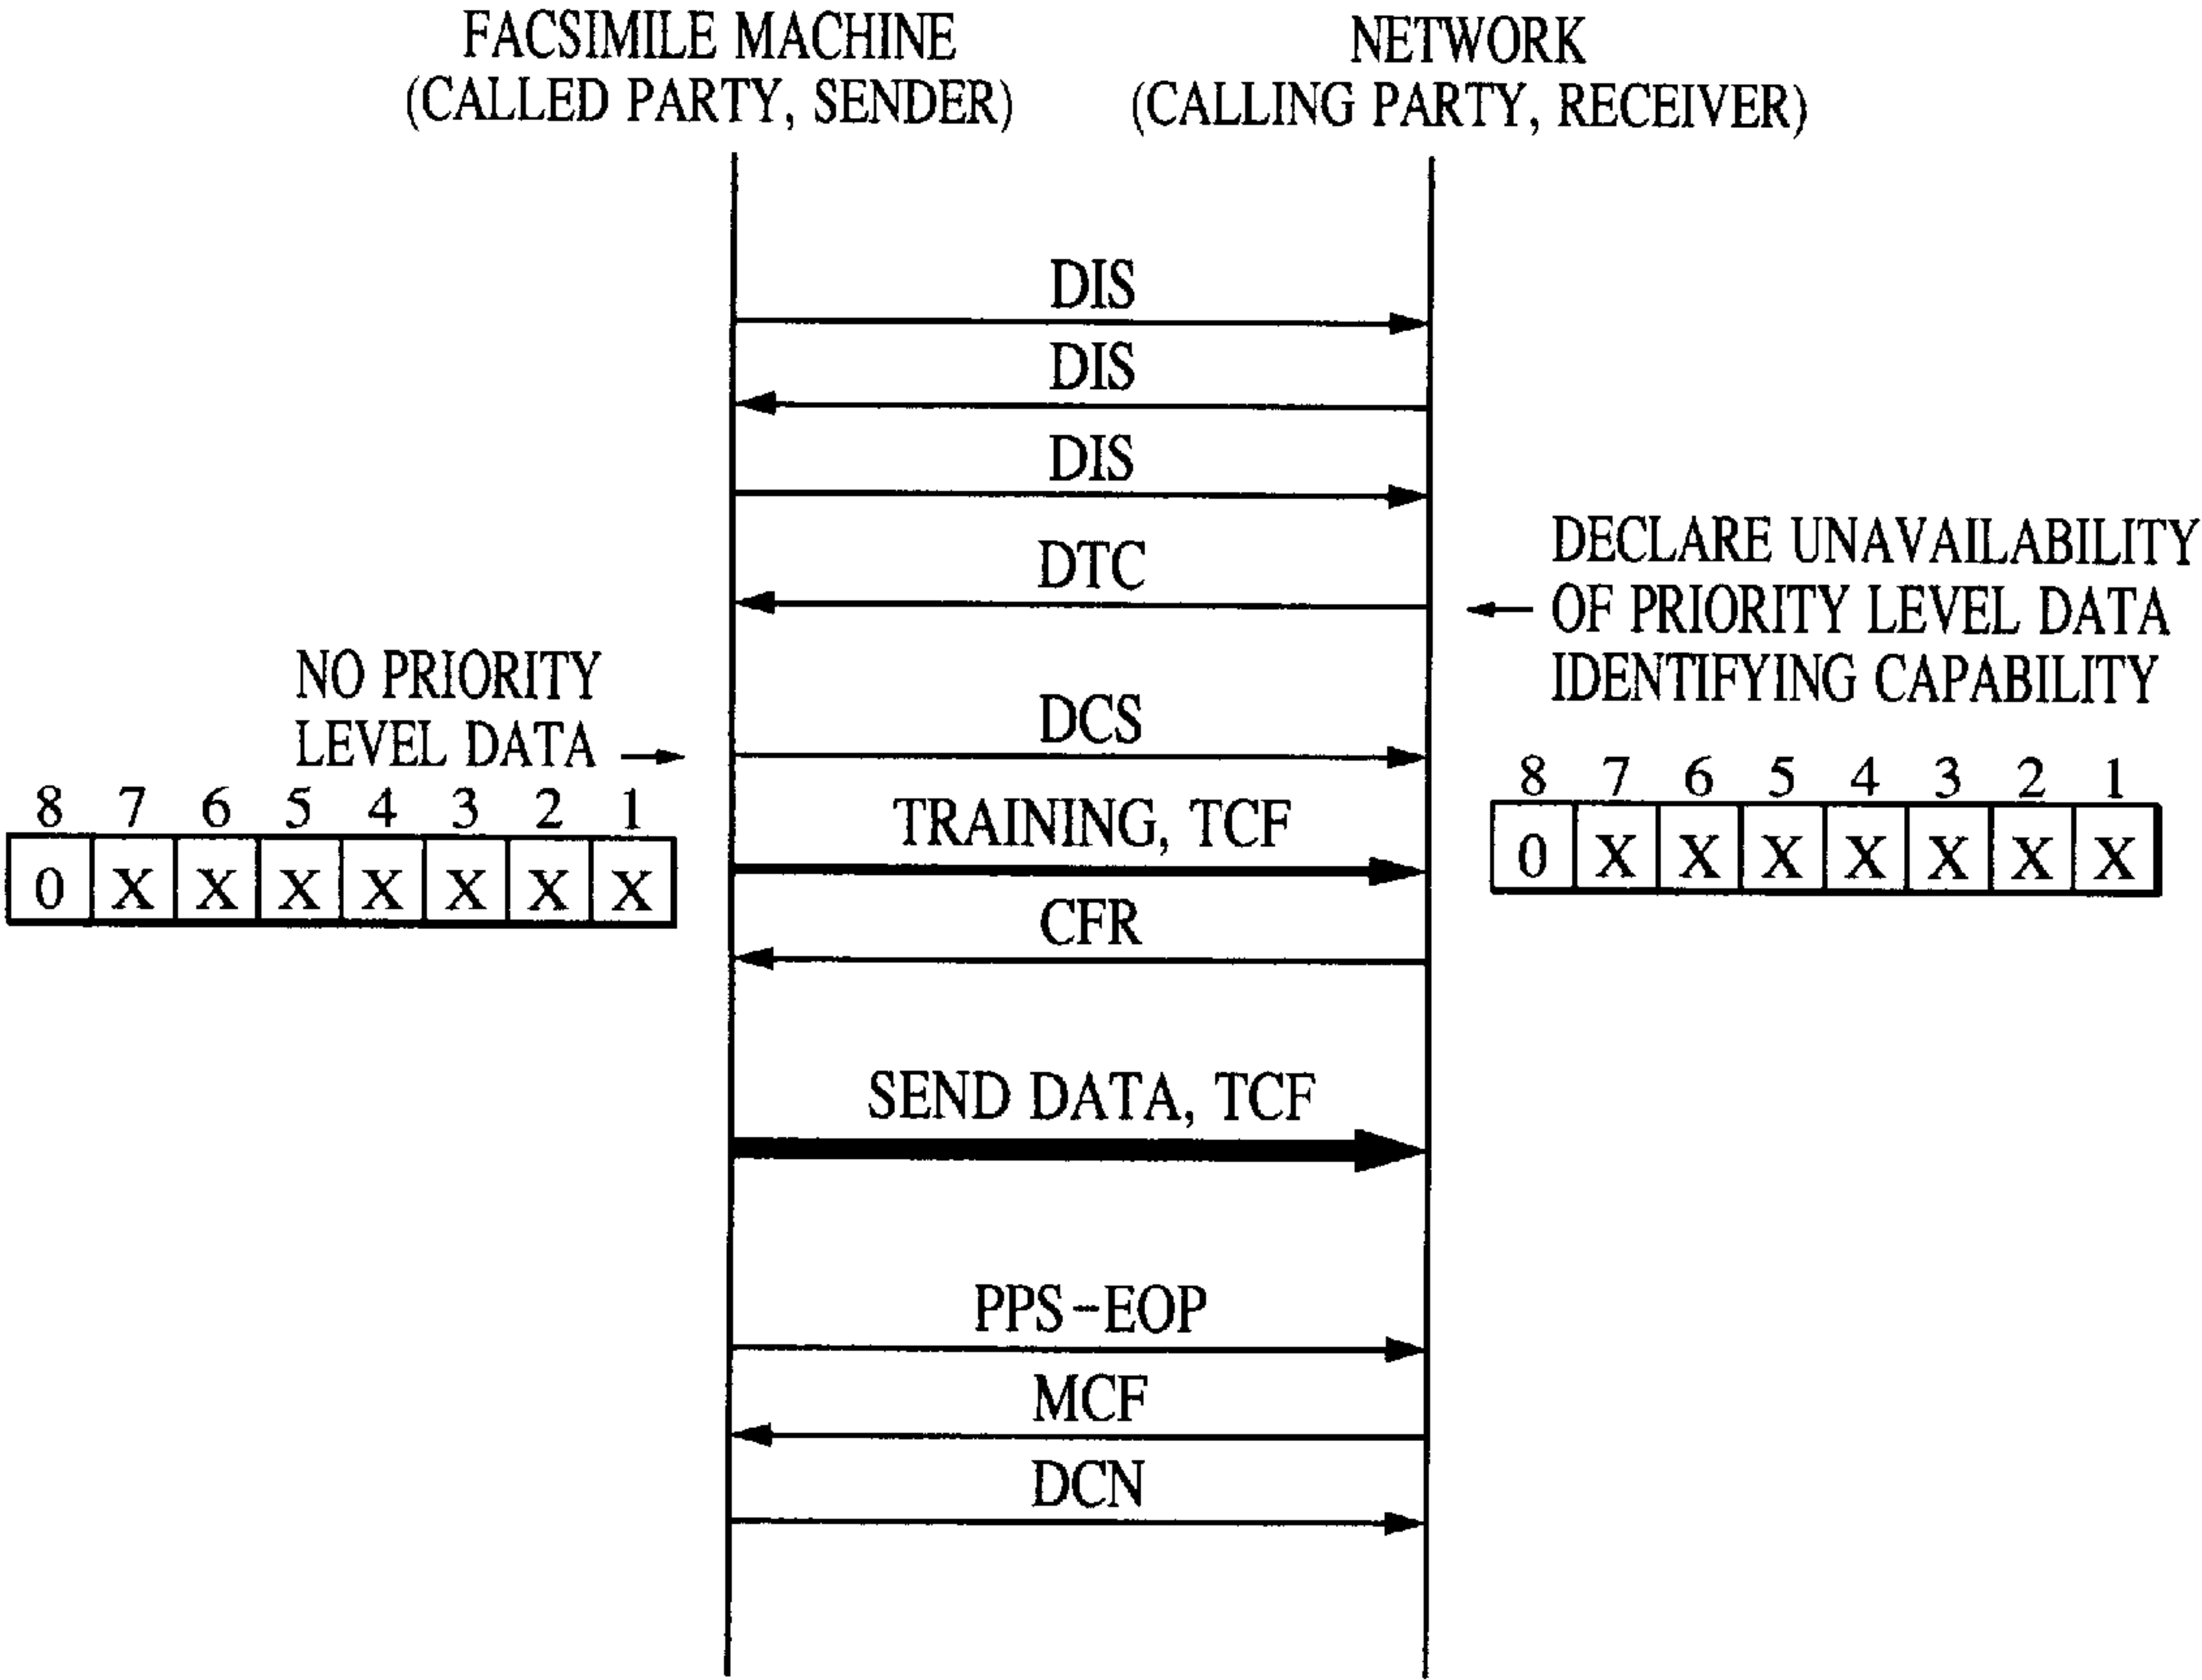 FACSIMILE MACHINE
(CALLED PARTY, SENDER)
NETWORK
(CALLING PARTY, RECEIVER)
DIS
DIS
DIS
DTC
DECLARE UNAVAILABILITY
OF PRIORITY LEVEL DATA
IDENTIFYING CAPABILITY
NO PRIORITY
LEVEL DATA
DCS
8 7 6 5 4 3 2 1
0 X X X X X X X
8 7 6 5 4 3 2 1
0 X X X X X X X
TRAINING, TCF
CFR
SEND DATA, TCF
PPS-EOP
MCF
DCN